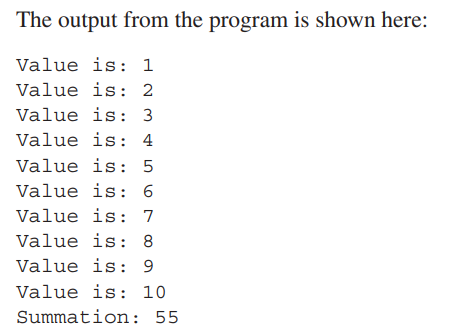 The output from the program is shown here:
Value is: 1
Value is: 2
Value is: 3
Value is: 4
Value is: 5
Value is: 6
Value is: 7
Value is: 8
Value is: 9
Value is: 10
Summation: 55